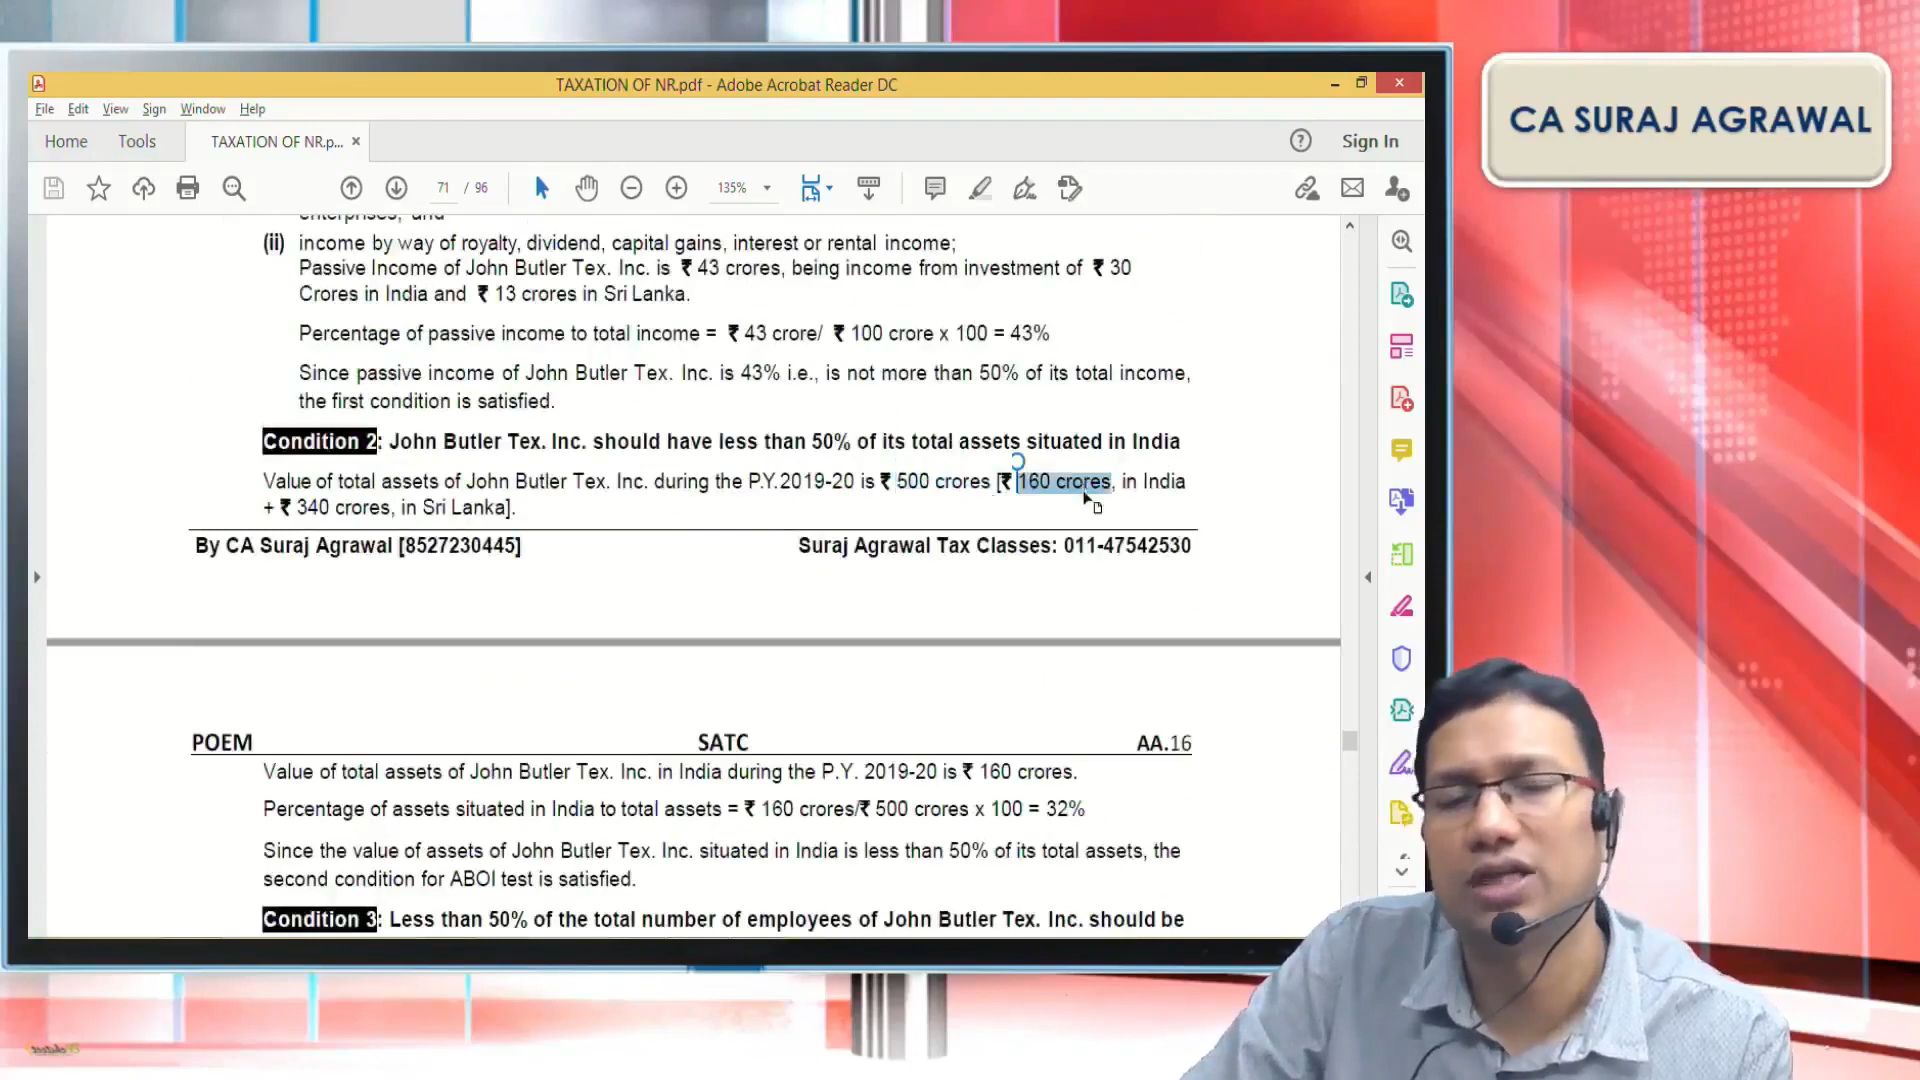 CA SURAJ AGRAWAL
TAXATION OF NR.pdf - Adobe Acrobat Reader DC
File Edit View Sign Window Help
Home Tools TAXATION OF NR.p... × Sign In
71 / 96 135%
(ii) income by way of royalty, dividend, capital gains, interest or rental income;
Passive Income of John Butler Tex. Inc. is ₹ 43 crores, being income from investment of ₹ 30
Crores in India and ₹ 13 crores in Sri Lanka.
Percentage of passive income to total income = ₹ 43 crore/ ₹ 100 crore x 100 = 43%
Since passive income of John Butler Tex. Inc. is 43% i.e., is not more than 50% of its total income,
the first condition is satisfied.
Condition 2: John Butler Tex. Inc. should have less than 50% of its total assets situated in India
Value of total assets of John Butler Tex. Inc. during the P.Y.2019-20 is ₹ 500 crores [₹ 160 crores, in India
+ ₹ 340 crores, in Sri Lanka].
By CA Suraj Agrawal [8527230445] Suraj Agrawal Tax Classes: 011-47542530
POEM SATC AA.16
Value of total assets of John Butler Tex. Inc. in India during the P.Y. 2019-20 is ₹ 160 crores.
Percentage of assets situated in India to total assets = ₹ 160 crores/₹ 500 crores x 100 = 32%
Since the value of assets of John Butler Tex. Inc. situated in India is less than 50% of its total assets, the
second condition for ABOI test is satisfied.
Condition 3: Less than 50% of the total number of employees of John Butler Tex. Inc. should be